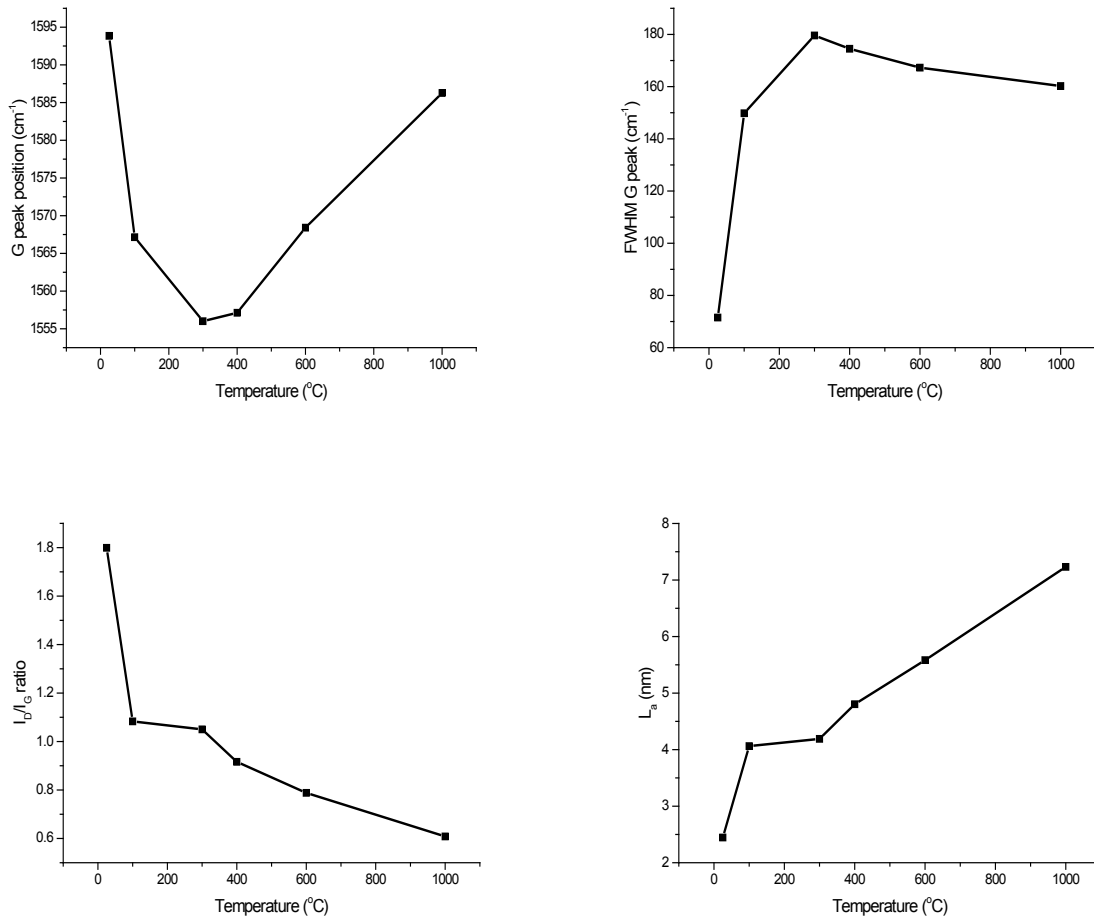 1595
1590
1585
1580
1575
1570
1565
1560
1555
G peak position (cm⁻¹)
0 200 400 600 800 1000
Temperature (°C)
180
160
140
120
100
80
60
FWHM G peak (cm⁻¹)
0 200 400 600 800 1000
Temperature (°C)
1.8
1.6
1.4
1.2
1.0
0.8
0.6
I_D/I_G ratio
0 200 400 600 800 1000
Temperature (°C)
8
7
6
5
4
3
2
L_a (nm)
0 200 400 600 800 1000
Temperature (°C)